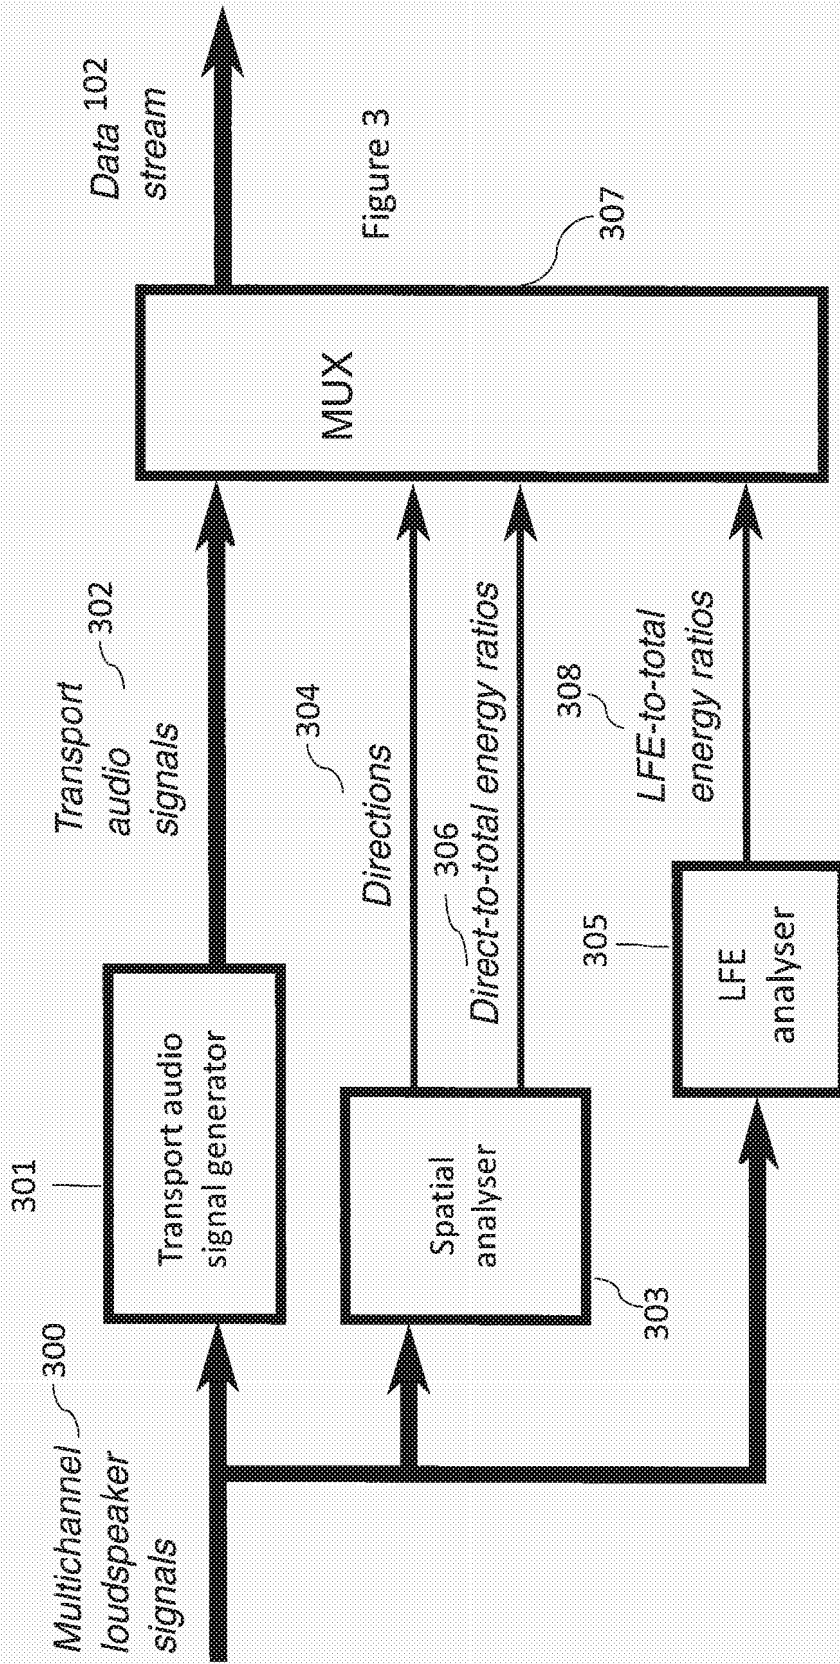 Multichannel 300
loudspeaker
signals
301
Transport audio
signal generator
Transport
audio 302
signals
Data 102
stream
Spatial
analyser
303
304
Directions
306
Direct-to-total energy ratios
305
LFE
analyser
308
LFE-to-total
energy ratios
MUX
307
Figure 3